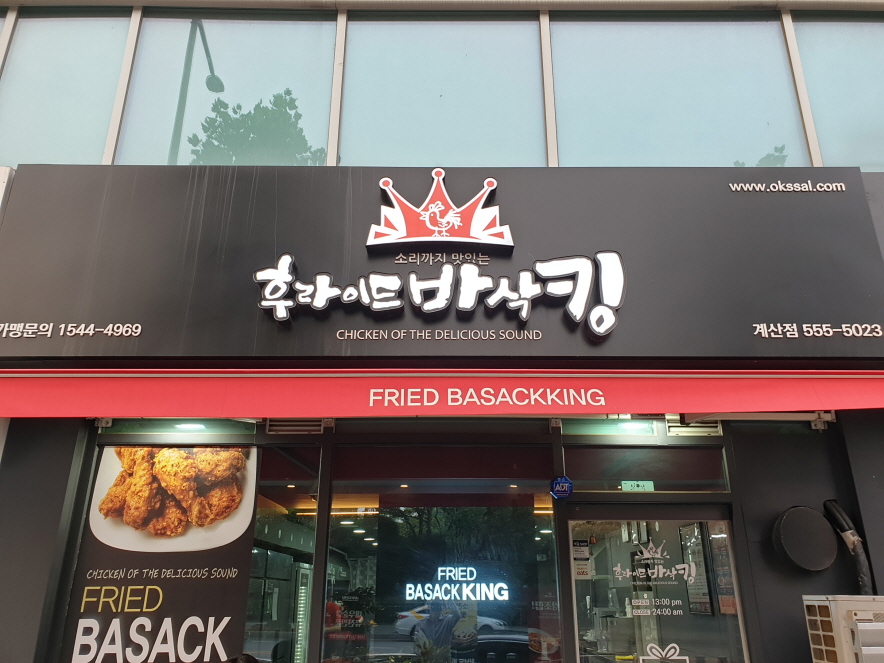 www.okssal.com
소리까지 맛있는
후라이드 바삭킹
CHICKEN OF THE DELICIOUS SOUND
가맹문의 1544-4969
계산점 555-5023
FRIED BASACKKING
CHICKEN OF THE DELICIOUS SOUND
FRIED
BASACK
FRIED
BASACK KING
ADT
후라이드 바삭킹
OPEN 13:00 pm
CLOSE 24:00 am